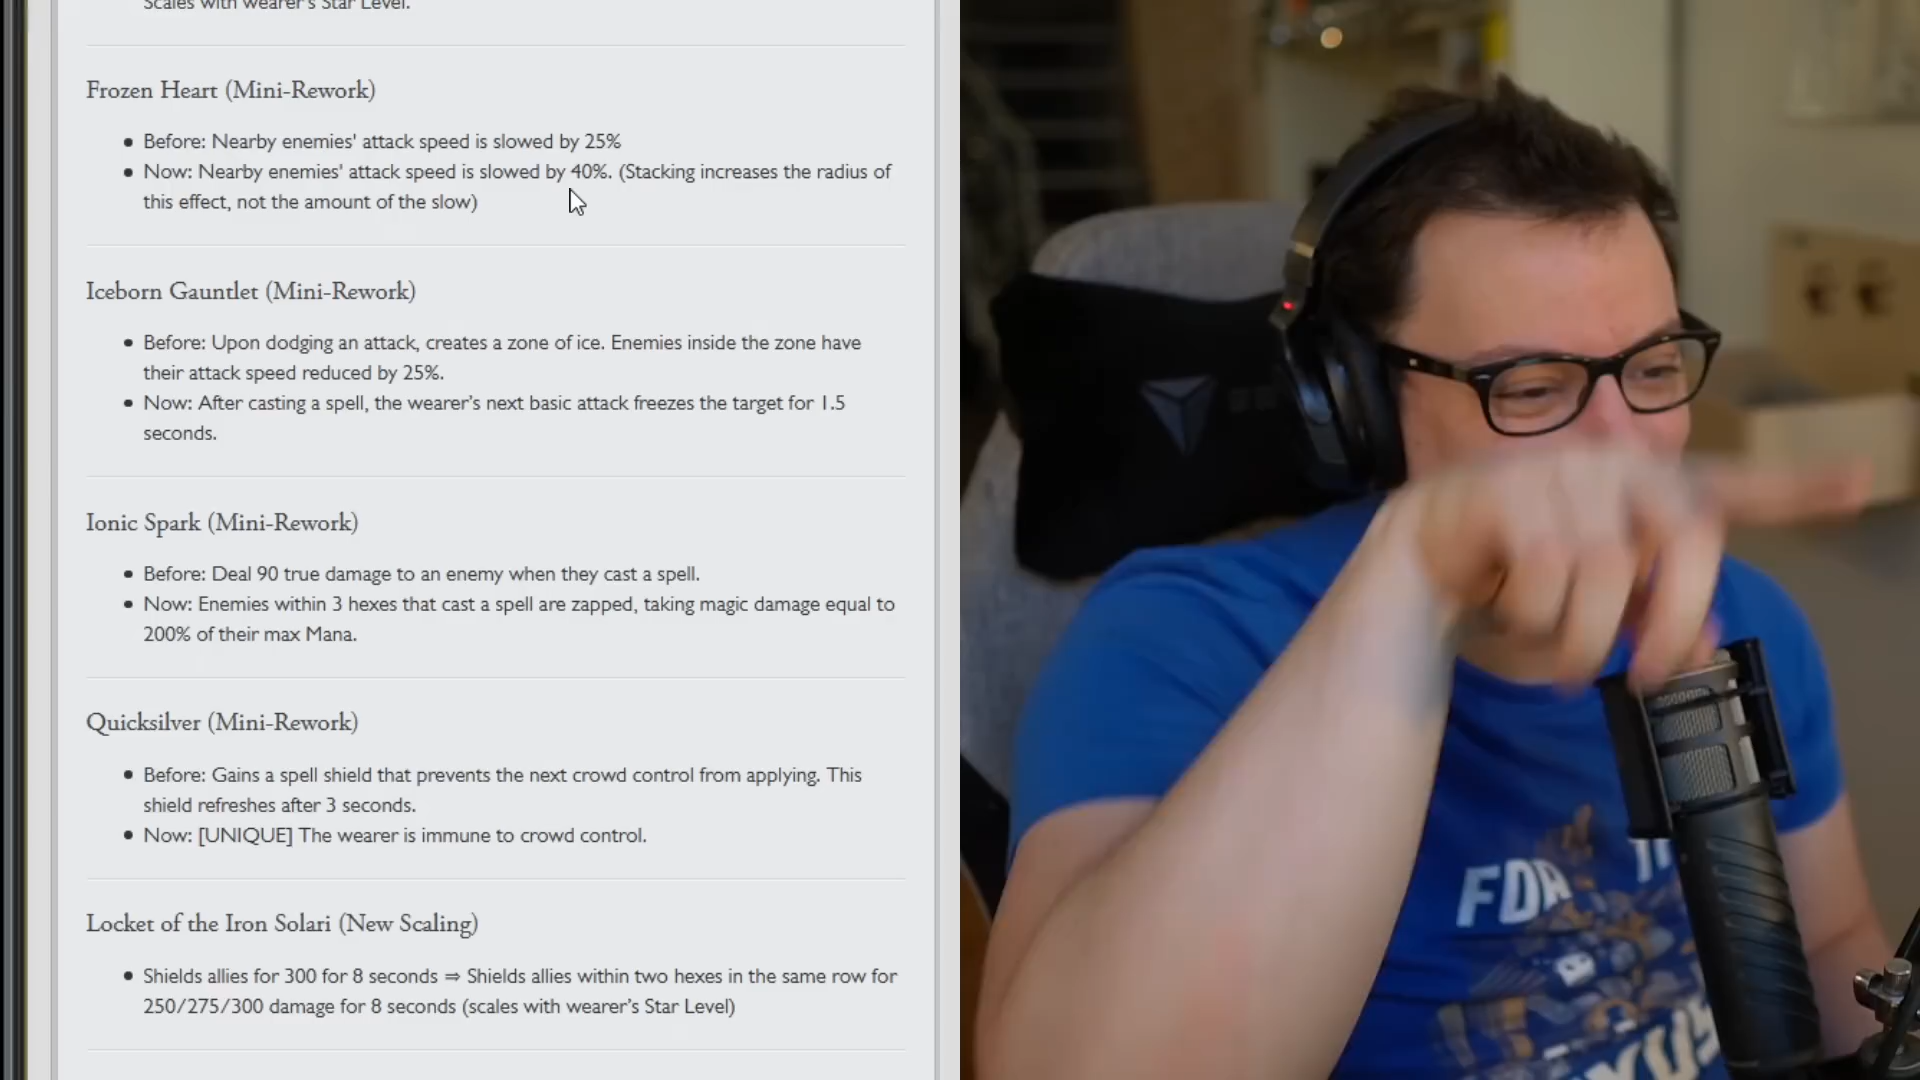 Scales with wearer's Star Level.
Frozen Heart (Mini-Rework)
Before: Nearby enemies' attack speed is slowed by 25%
Now: Nearby enemies' attack speed is slowed by 40%. (Stacking increases the radius of
this effect, not the amount of the slow)
Iceborn Gauntlet (Mini-Rework)
Before: Upon dodging an attack, creates a zone of ice. Enemies inside the zone have
their attack speed reduced by 25%.
Now: After casting a spell, the wearer's next basic attack freezes the target for 1.5
seconds.
Ionic Spark (Mini-Rework)
Before: Deal 90 true damage to an enemy when they cast a spell.
Now: Enemies within 3 hexes that cast a spell are zapped, taking magic damage equal to
200% of their max Mana.
Quicksilver (Mini-Rework)
Before: Gains a spell shield that prevents the next crowd control from applying. This
shield refreshes after 3 seconds.
Now: [UNIQUE] The wearer is immune to crowd control.
Locket of the Iron Solari (New Scaling)
Shields allies for 300 for 8 seconds ⇒ Shields allies within two hexes in the same row for
250/275/300 damage for 8 seconds (scales with wearer's Star Level)